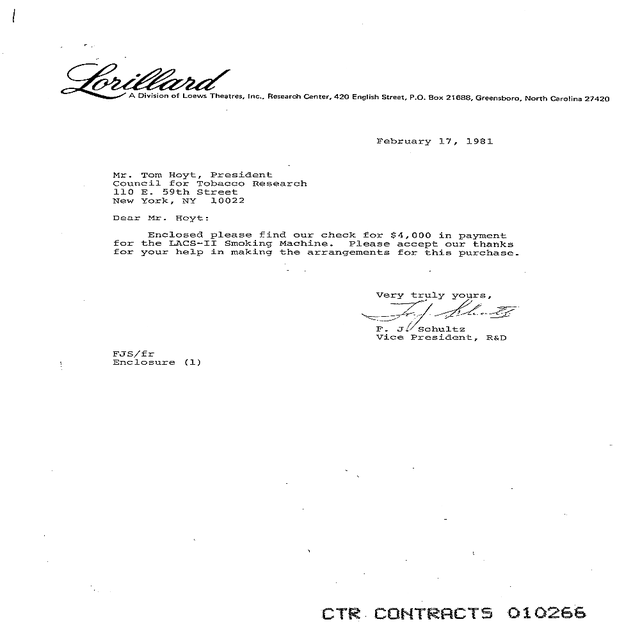 Lorillard
A Division of Loews Theatres, Inc., Research Center, 420 English Street, P.O. Box 21688, Greensboro, North Carolina 27420
February 17, 1981
Mr. Tom Hoyt, President
Council for Tobacco Research
110 E. 59th Street
New York, NY 10022
Dear Mr. Hoyt:
Enclosed please find our check for $4,000 in payment
for the LACS-II Smoking Machine. Please accept our thanks
for your help in making the arrangements for this purchase.
Very truly yours,
F. J. Schultz
F. J. Schultz
Vice President, R&D
FJS/fr
Enclosure (1)
CTR CONTRACTS 010266